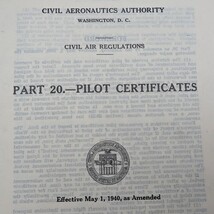 CIVIL AERONAUTICS AUTHORITY
WASHINGTON, D. C.
CIVIL AIR REGULATIONS
PART 20.—PILOT CERTIFICATES
Effective May 1, 1940, as Amended